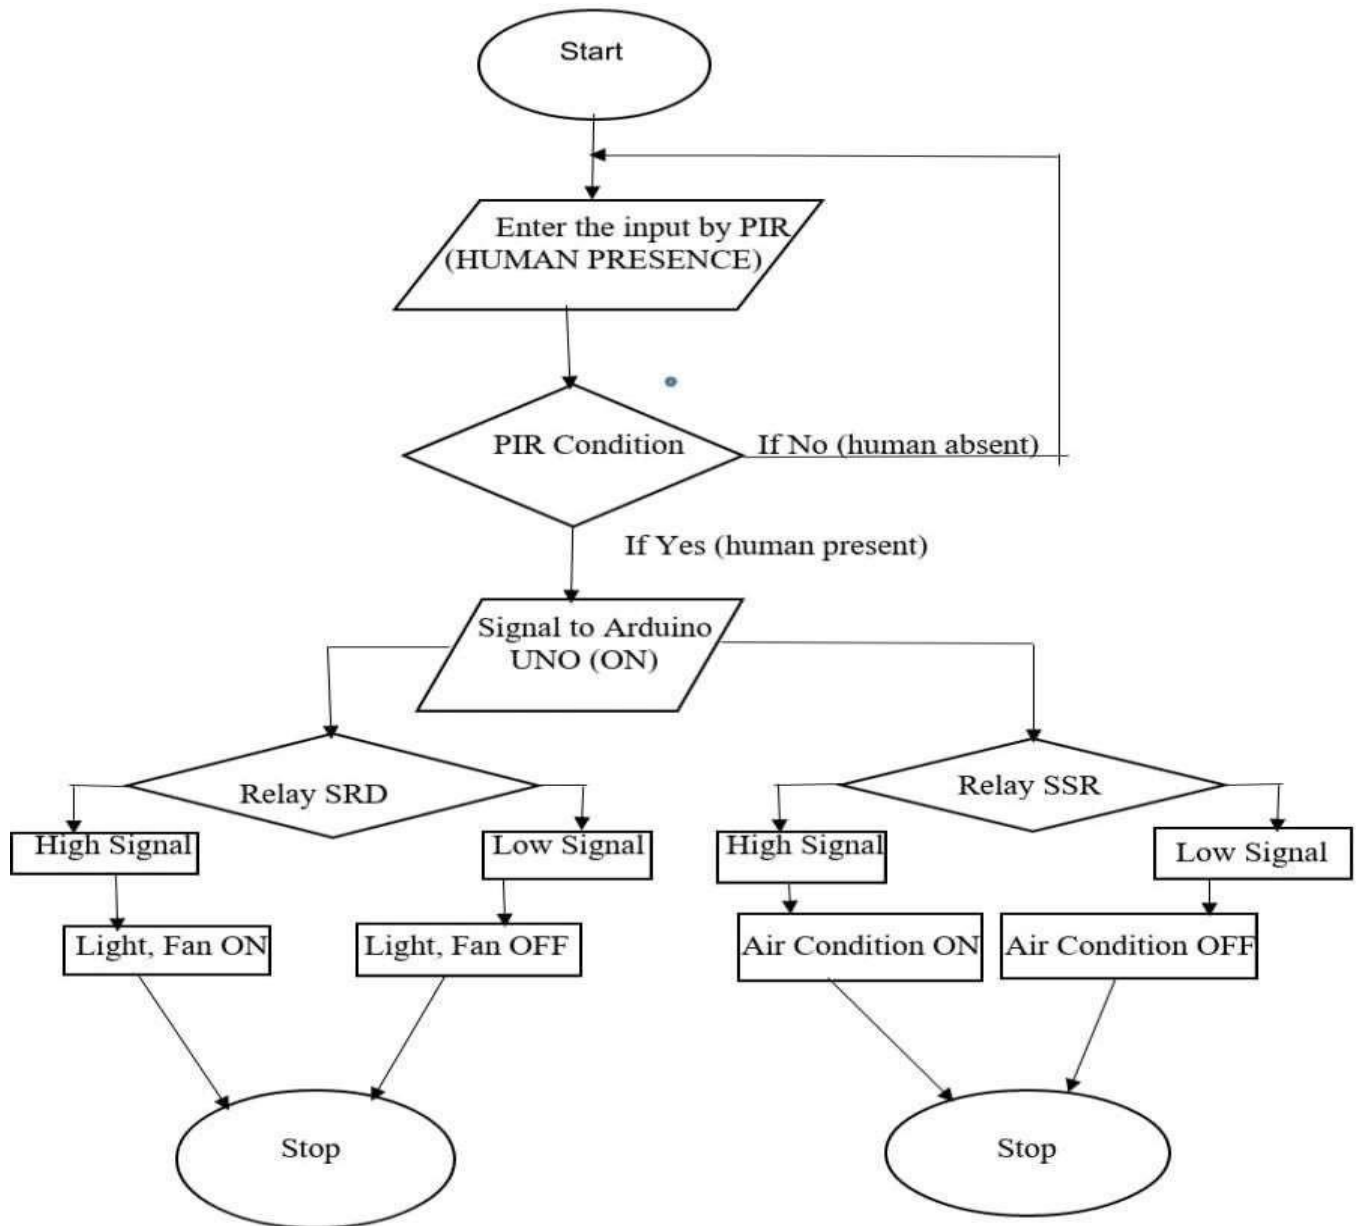 Start
Enter the input by PIR
(HUMAN PRESENCE)
PIR Condition
If No (human absent)
If Yes (human present)
Signal to Arduino
UNO (ON)
Relay SRD
Relay SSR
High Signal
Low Signal
High Signal
Low Signal
Light, Fan ON
Light, Fan OFF
Air Condition ON
Air Condition OFF
Stop
Stop